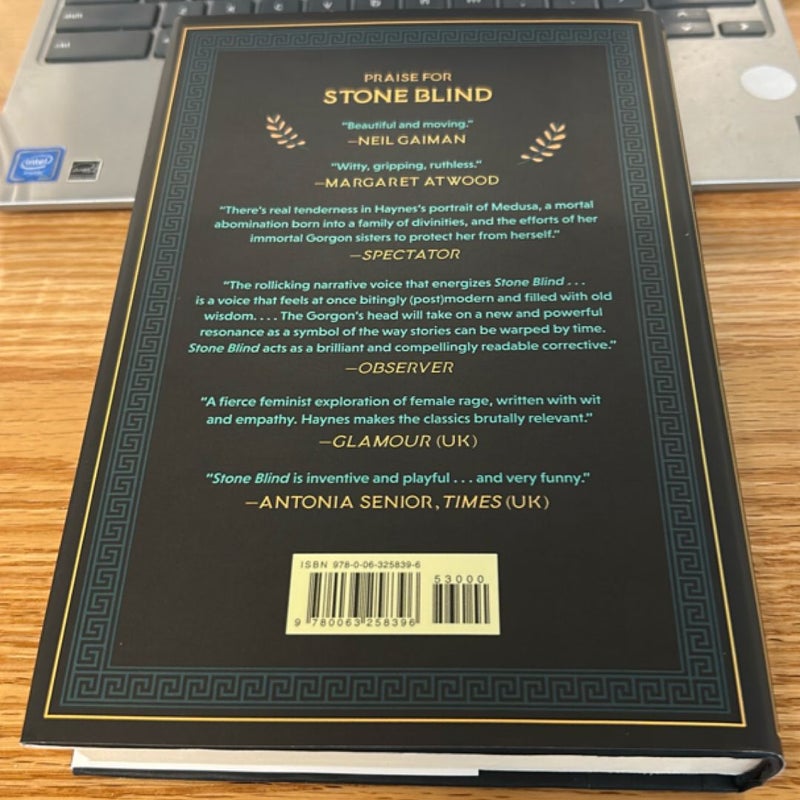 PRAISE FOR
STONE BLIND
"Beautiful and moving."
—NEIL GAIMAN
"Witty, gripping, ruthless."
—MARGARET ATWOOD
"There's real tenderness in Haynes's portrait of Medusa, a mortal
abomination born into a family of divinities, and the efforts of her
immortal Gorgon sisters to protect her from herself."
—SPECTATOR
"The rollicking narrative voice that energizes Stone Blind . . .
is a voice that feels at once bitingly (post)modern and filled with old
wisdom. . . . The Gorgon's head will take on a new and powerful
resonance as a symbol of the way stories can be warped by time.
Stone Blind acts as a brilliant and compellingly readable corrective."
—OBSERVER
"A fierce feminist exploration of female rage, written with wit
and empathy. Haynes makes the classics brutally relevant."
—GLAMOUR (UK)
"Stone Blind is inventive and playful . . . and very funny."
—ANTONIA SENIOR, TIMES (UK)
ISBN 978-0-06-325839-6
53000
9 780063 258396
intel